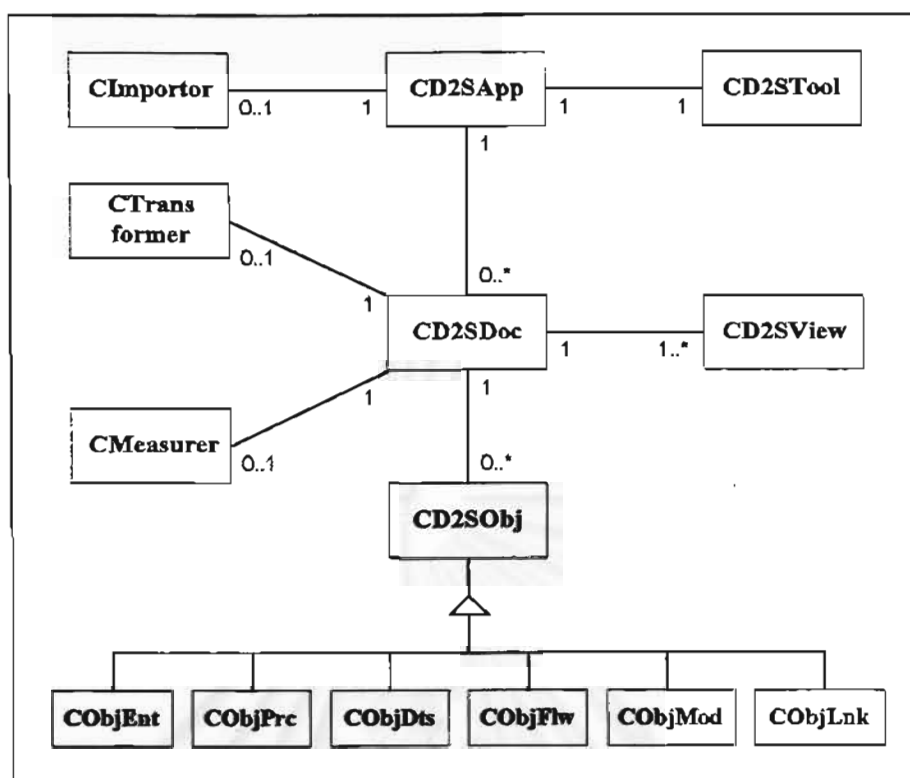 CImportor
0..1
1
CD2SApp
1
1
CD2STool
1
CTrans
former
0..1
1
0..*
CD2SDoc
1
1..*
CD2SView
1
1
CMeasurer
0..1
0..*
CD2SObj
CObjEnt
CObjPrc
CObjDts
CObjFlw
CObjMod
CObjLnk